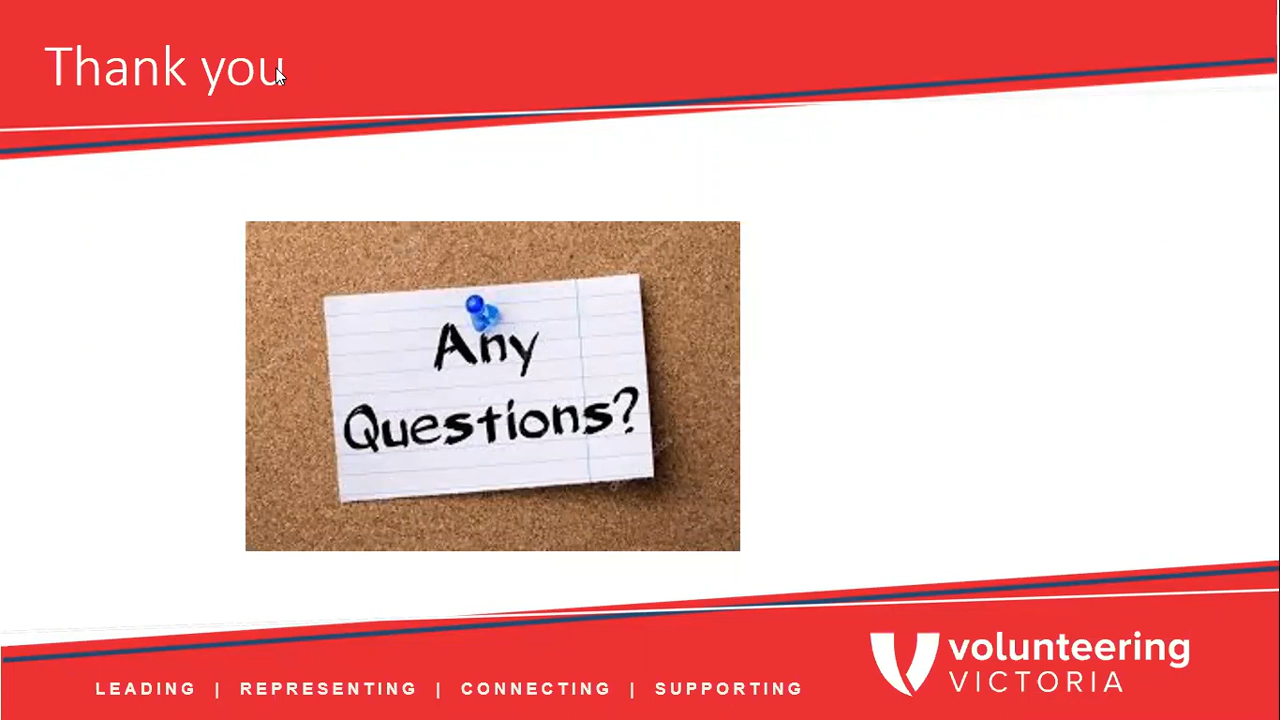 Thank you
Any
Questions?
LEADING | REPRESENTING | CONNECTING | SUPPORTING
volunteering
VICTORIA